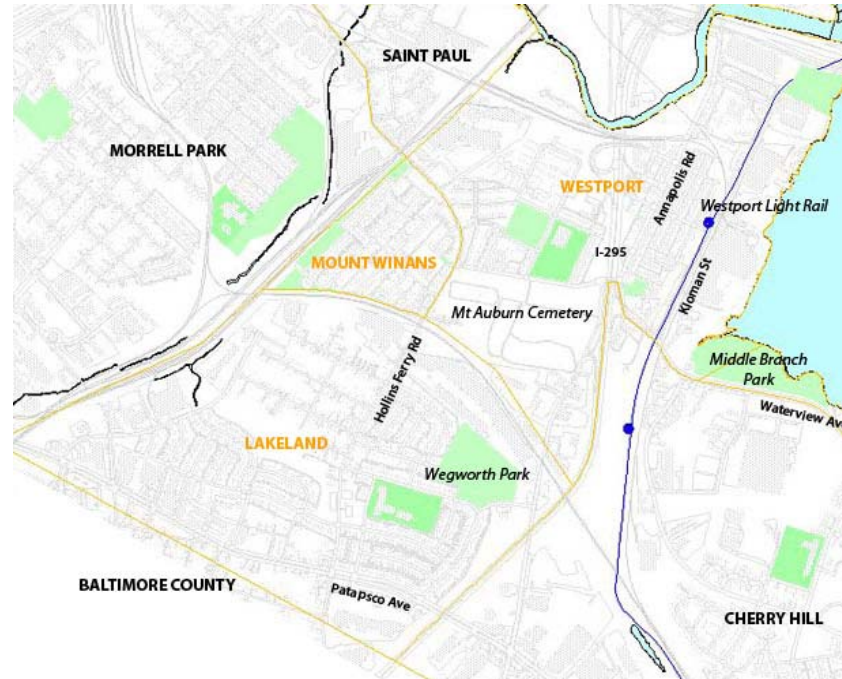 SAINT PAUL
MORRELL PARK
WESTPORT
Annapolis Rd
Westport Light Rail
I-295
MOUNT WINANS
Kloman St
Mt Auburn Cemetery
Middle Branch
Park
Hollins Ferry Rd
Waterview Ave
LAKELAND
Wegworth Park
BALTIMORE COUNTY
Patapsco Ave
CHERRY HILL